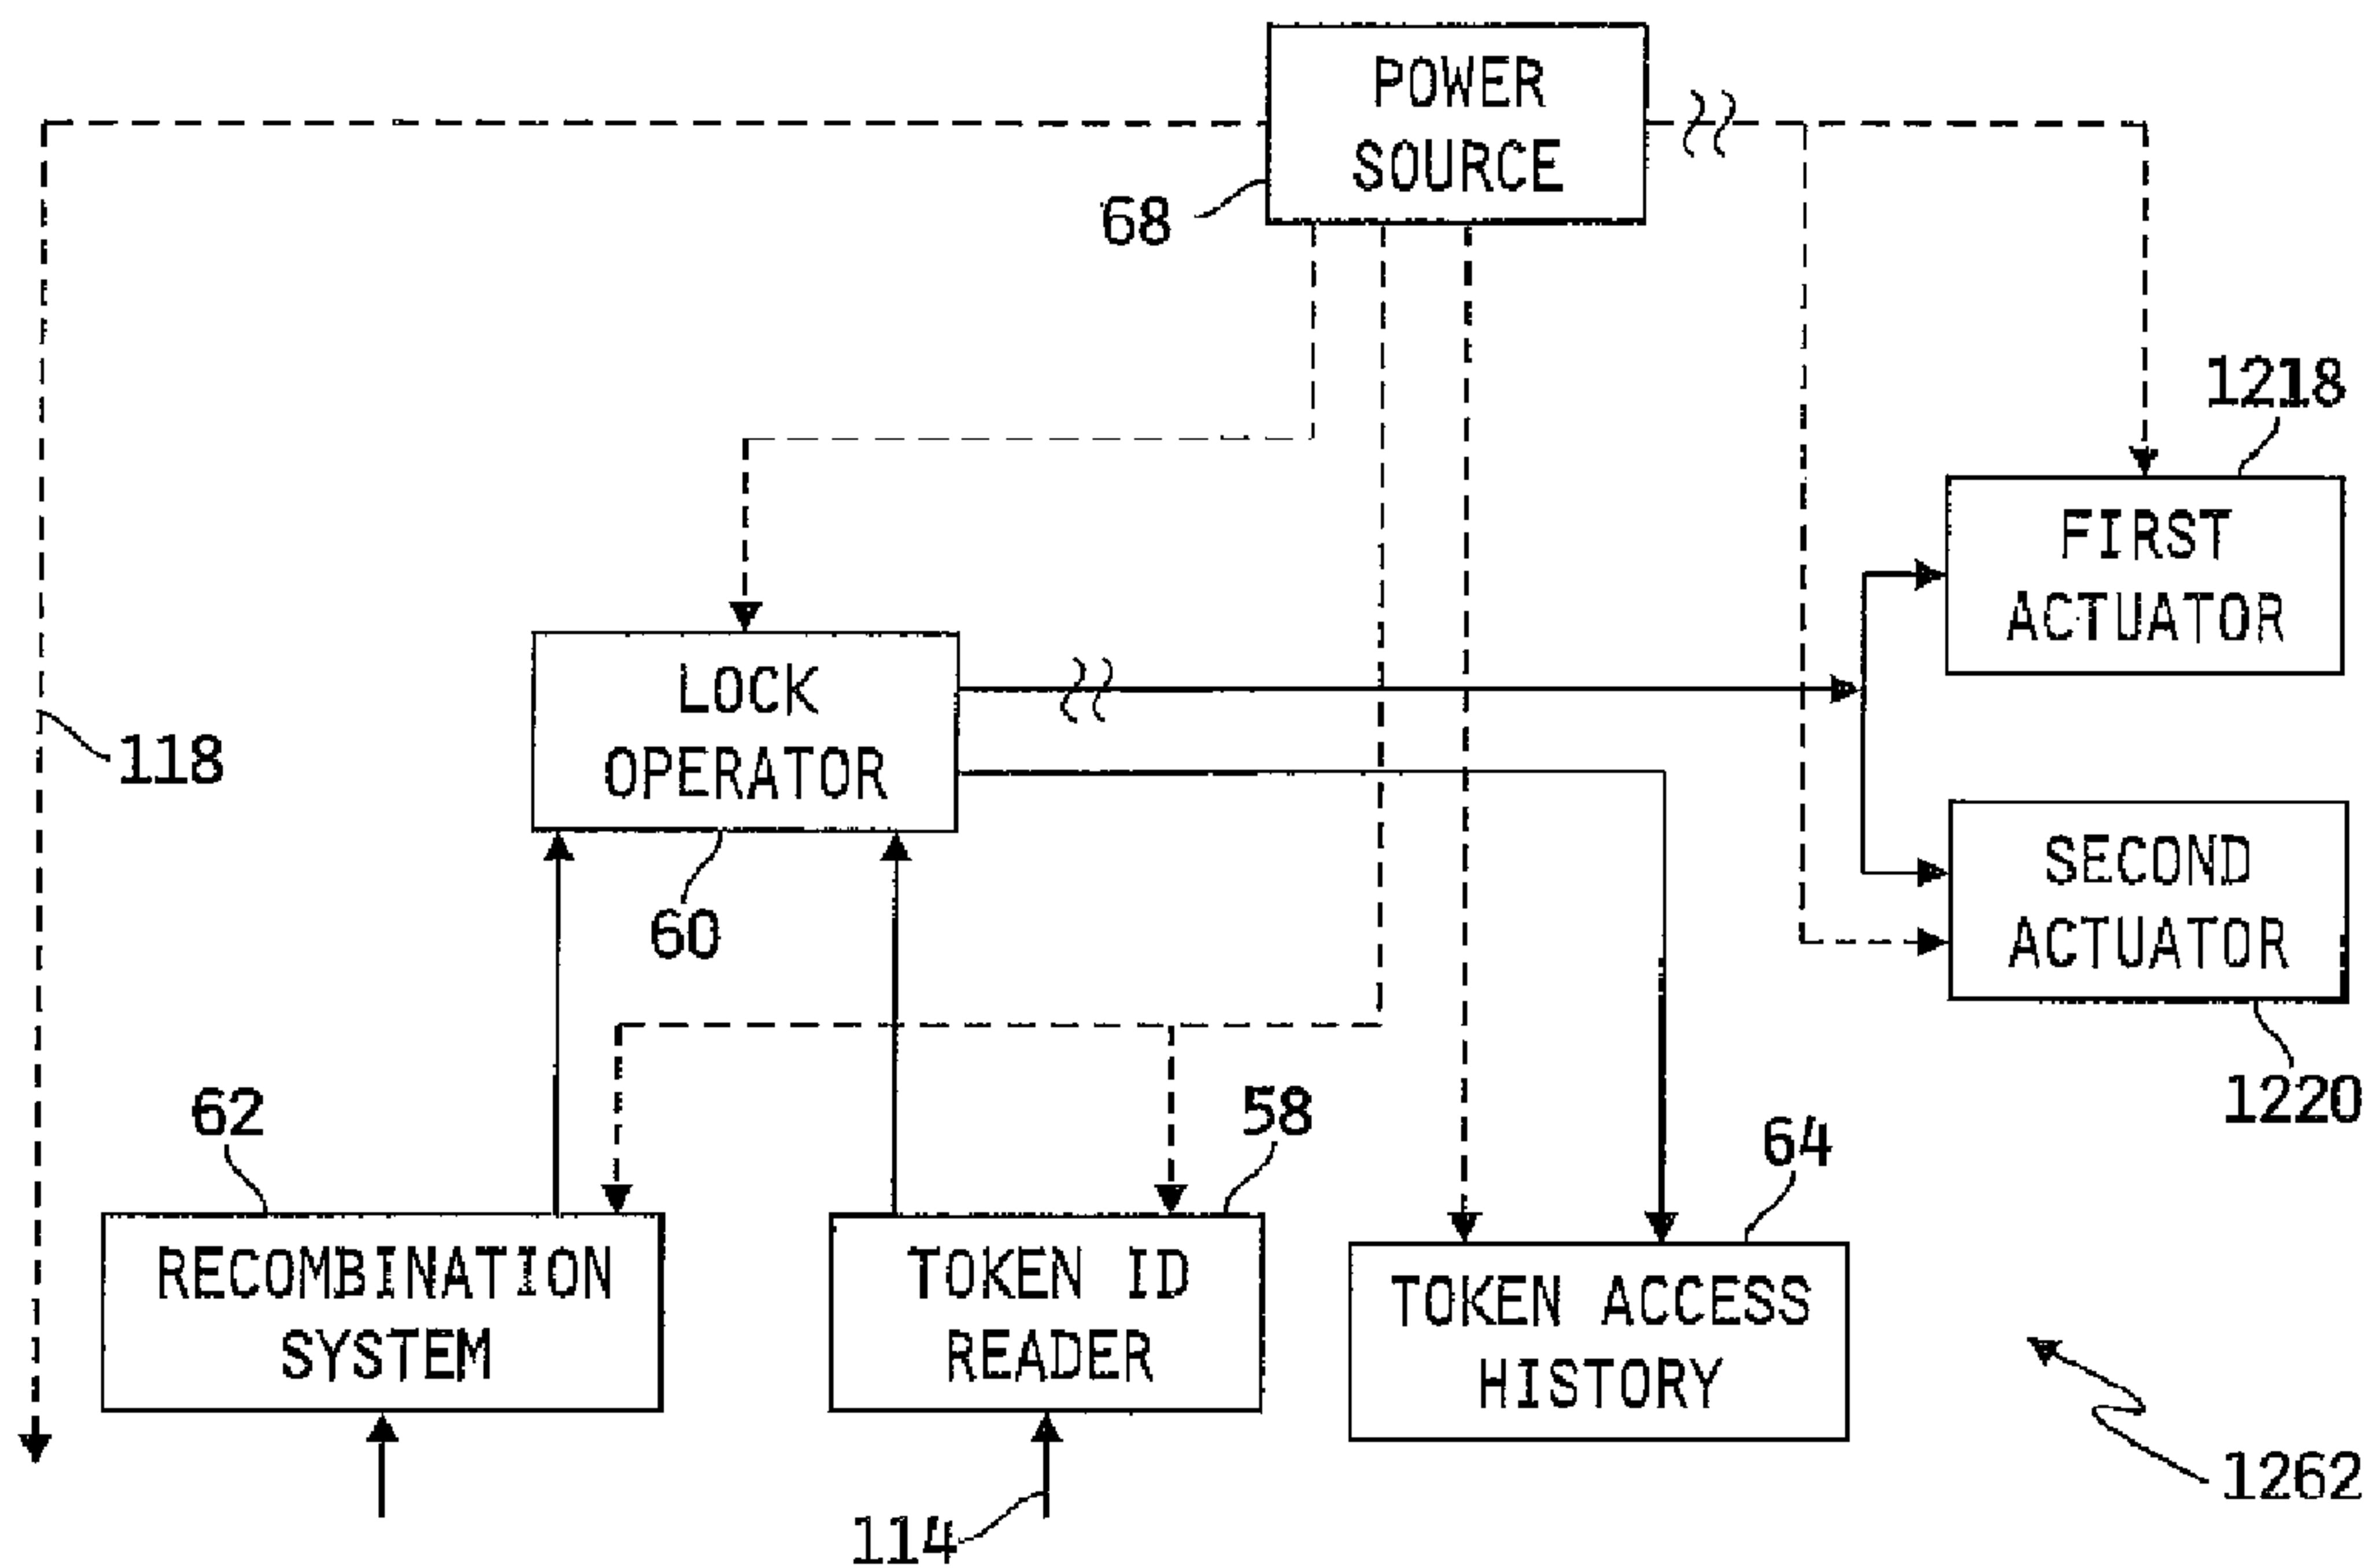 POWER
SOURCE
68
1218
FIRST
ACTUATOR
LOCK
OPERATOR
118
60
SECOND
ACTUATOR
1220
62
58
64
RECOMBINATION
SYSTEM
TOKEN ID
READER
TOKEN ACCESS
HISTORY
114
1262